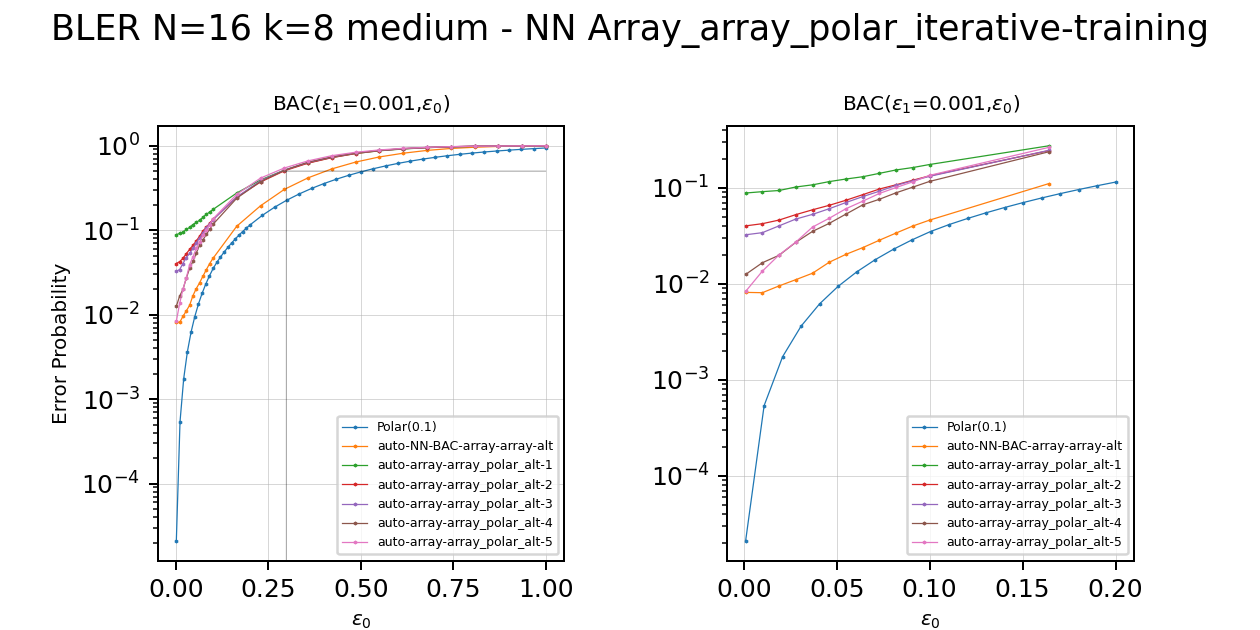 BLER N=16 k=8 medium - NN Array_array_polar_iterative-training
BAC(ε₁=0.001,ε₀)
Error Probability
10⁰
10⁻¹
10⁻²
10⁻³
10⁻⁴
0.00 0.25 0.50 0.75 1.00
ε₀
Polar(0.1)
auto-NN-BAC-array-array-alt
auto-array-array_polar_alt-1
auto-array-array_polar_alt-2
auto-array-array_polar_alt-3
auto-array-array_polar_alt-4
auto-array-array_polar_alt-5
BAC(ε₁=0.001,ε₀)
10⁻¹
10⁻²
10⁻³
10⁻⁴
0.00 0.05 0.10 0.15 0.20
ε₀
Polar(0.1)
auto-NN-BAC-array-array-alt
auto-array-array_polar_alt-1
auto-array-array_polar_alt-2
auto-array-array_polar_alt-3
auto-array-array_polar_alt-4
auto-array-array_polar_alt-5